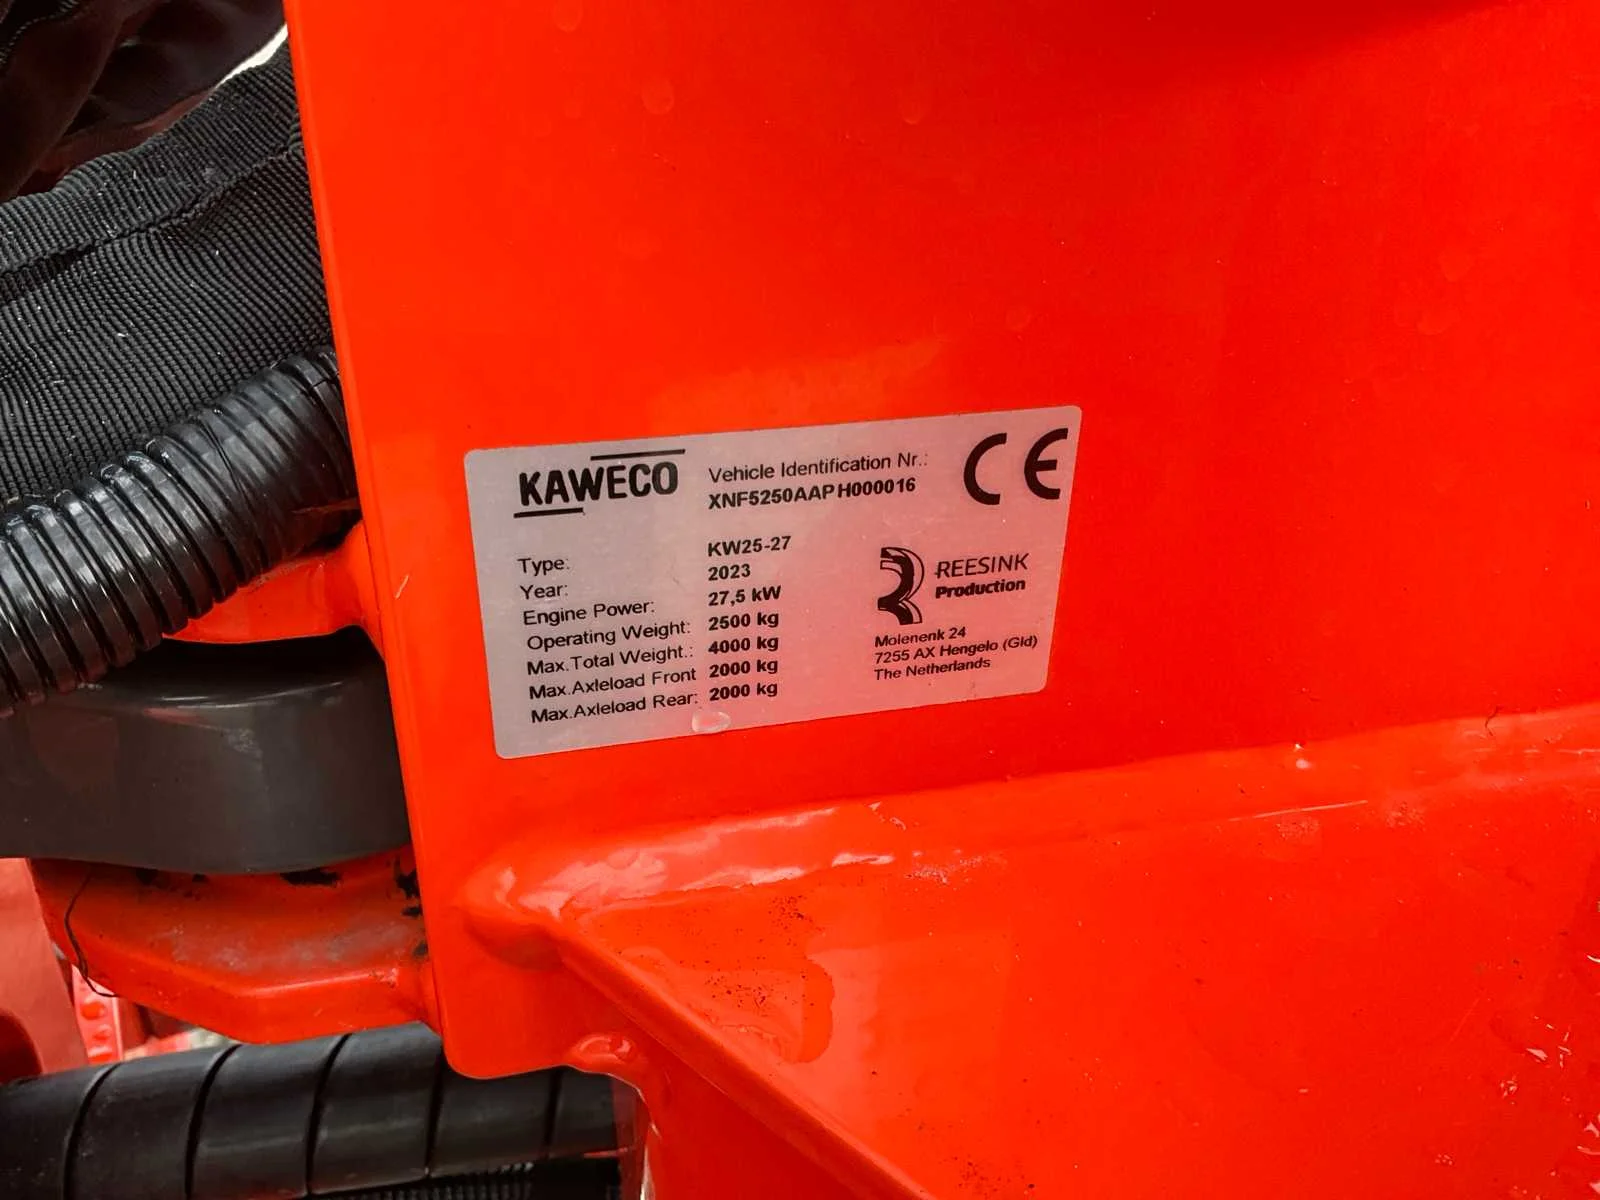 KAWECO
Vehicle Identification Nr.:
XNF5250AAPH000016
CE
Type: KW25-27
Year: 2023
Engine Power: 27,5 kW
Operating Weight: 2500 kg
Max.Total Weight.: 4000 kg
Max.Axleload Front 2000 kg
Max.Axleload Rear: 2000 kg
REESINK
Production
Molenenk 24
7255 AX Hengelo (Gld)
The Netherlands